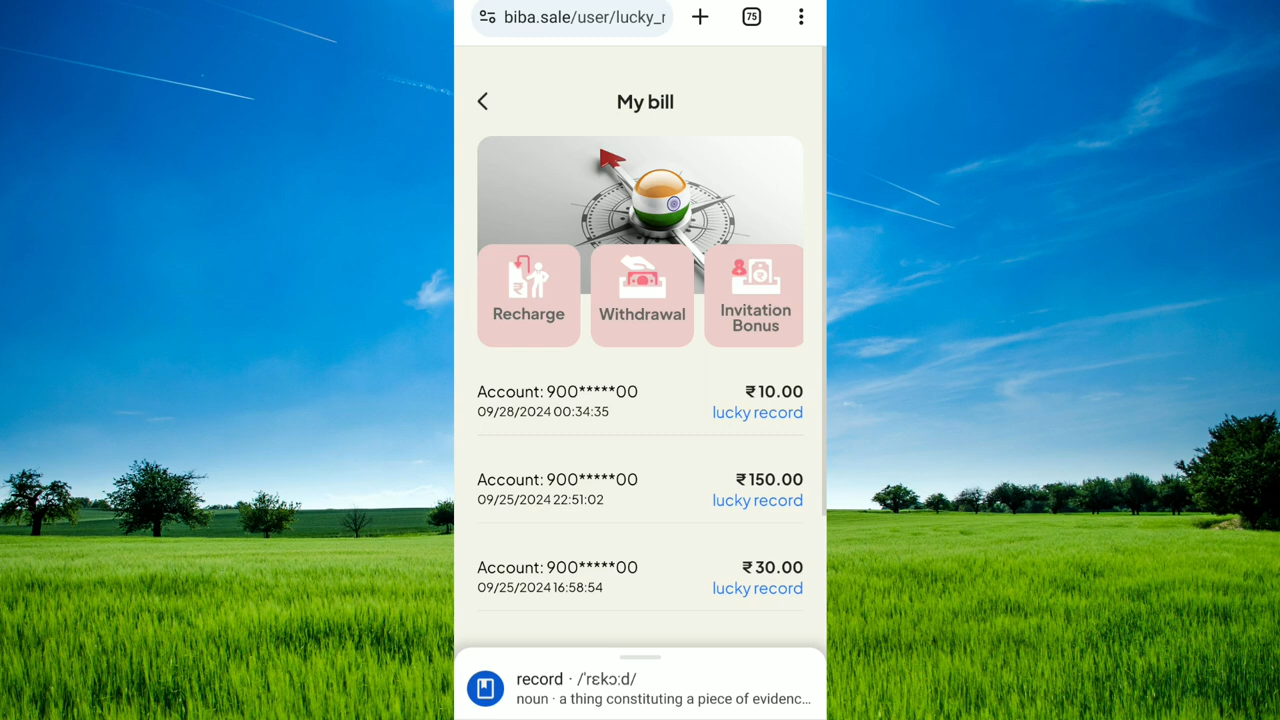 biba.sale/user/lucky_r
75
My bill
Recharge
Withdrawal
Invitation
Bonus
Account: 900*****00
₹10.00
09/28/2024 00:34:35
lucky record
Account: 900*****00
₹150.00
09/25/2024 22:51:02
lucky record
Account: 900*****00
₹30.00
09/25/2024 16:58:54
lucky record
record · /ˈrɛkɔːd/
noun · a thing constituting a piece of evidenc...